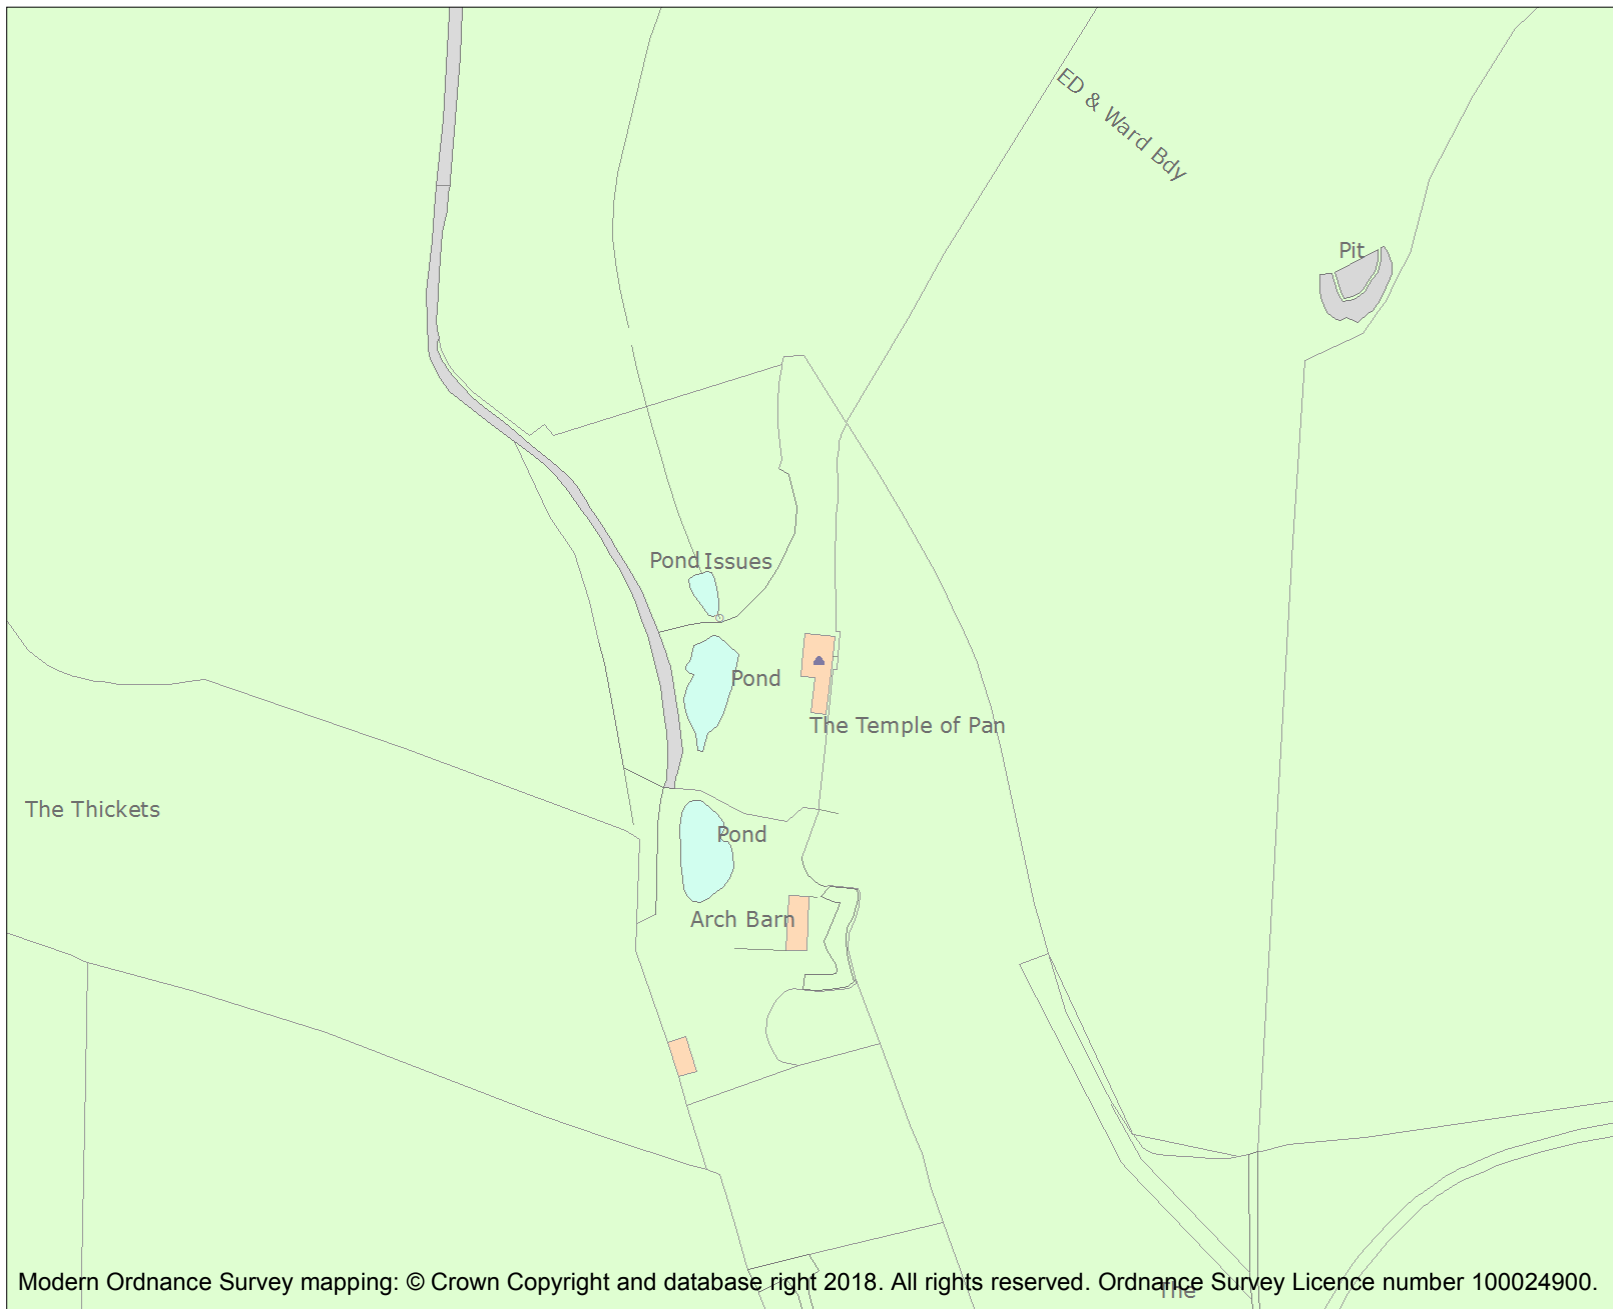 ED & Ward Bdy
Pit
Pond Issues
Pond
The Temple of Pan
The Thickets
Pond
Arch Barn
Modern Ordnance Survey mapping: © Crown Copyright and database right 2018. All rights reserved. Ordnance Survey Licence number 100024900.
The